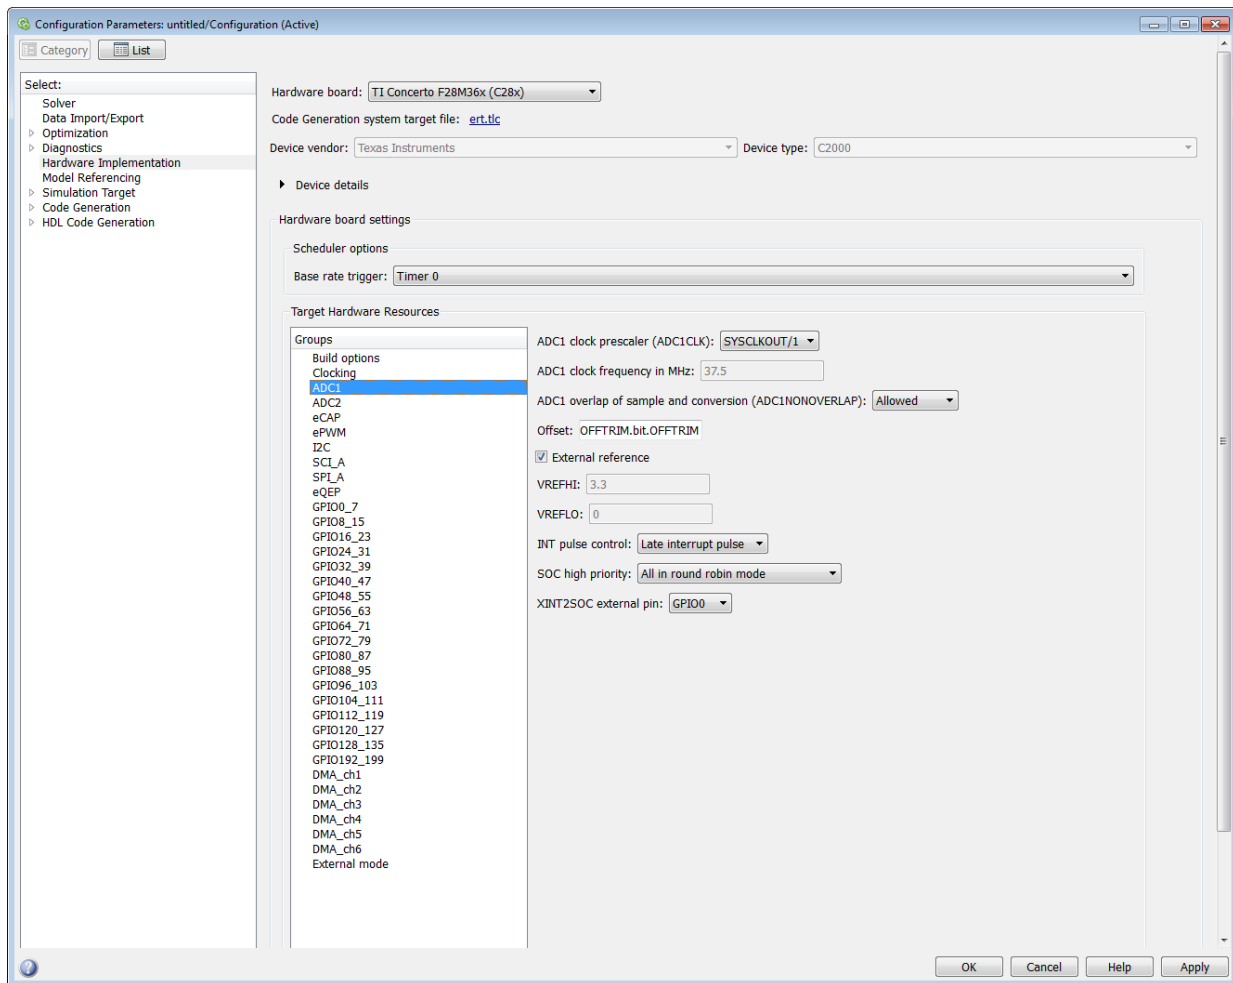 Configuration Parameters: untitled/Configuration (Active)
Category
List
Select:
Solver
Data Import/Export
Optimization
Diagnostics
Hardware Implementation
Model Referencing
Simulation Target
Code Generation
HDL Code Generation
Hardware board: TI Concerto F28M36x (C28x)
Code Generation system target file: ert.tlc
Device vendor: Texas Instruments Device type: C2000
Device details
Hardware board settings
Scheduler options
Base rate trigger: Timer 0
Target Hardware Resources
Groups
Build options
Clocking
ADC1
ADC2
eCAP
ePWM
I2C
SCI_A
SPI_A
eQEP
GPIO0_7
GPIO8_15
GPIO16_23
GPIO24_31
GPIO32_39
GPIO40_47
GPIO48_55
GPIO56_63
GPIO64_71
GPIO72_79
GPIO80_87
GPIO88_95
GPIO96_103
GPIO104_111
GPIO112_119
GPIO120_127
GPIO128_135
GPIO192_199
DMA_ch1
DMA_ch2
DMA_ch3
DMA_ch4
DMA_ch5
DMA_ch6
External mode
ADC1 clock prescaler (ADC1CLK): SYSCLKOUT/1
ADC1 clock frequency in MHz: 37.5
ADC1 overlap of sample and conversion (ADC1NONOVERLAP): Allowed
Offset: OFFTRIM.bit.OFFTRIM
External reference
VREFHI: 3.3
VREFLO: 0
INT pulse control: Late interrupt pulse
SOC high priority: All in round robin mode
XINT2SOC external pin: GPIO0
OK
Cancel
Help
Apply